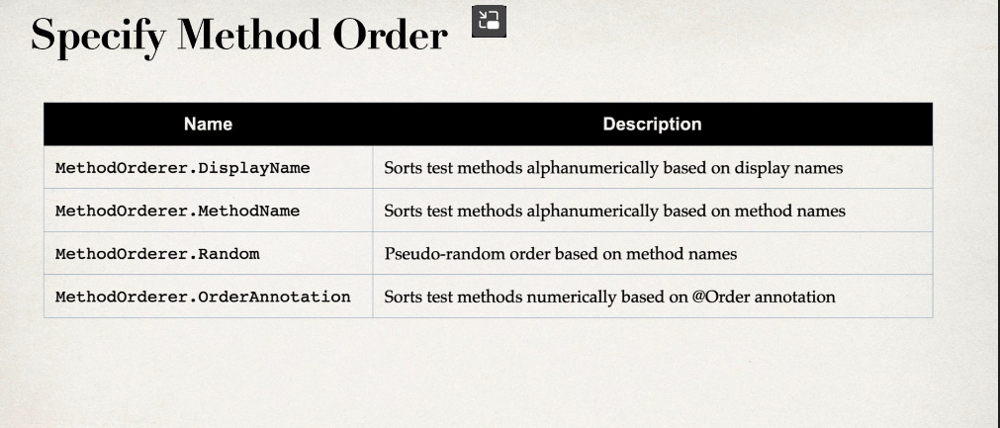 Specify Method Order
Name Description
MethodOrderer.DisplayName Sorts test methods alphanumerically based on display names
MethodOrderer.MethodName Sorts test methods alphanumerically based on method names
MethodOrderer.Random Pseudo-random order based on method names
MethodOrderer.OrderAnnotation Sorts test methods numerically based on @Order annotation